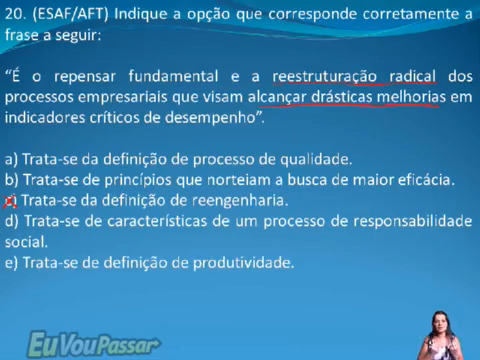 20. (ESAF/AFT) Indique a opção que corresponde corretamente a
frase a seguir:
“É o repensar fundamental e a reestruturação radical dos
processos empresariais que visam alcançar drásticas melhorias em
indicadores críticos de desempenho”.
a) Trata-se da definição de processo de qualidade.
b) Trata-se de princípios que norteiam a busca de maior eficácia.
c) Trata-se da definição de reengenharia.
d) Trata-se de características de um processo de responsabilidade
social.
e) Trata-se de definição de produtividade.
EuVouPassar